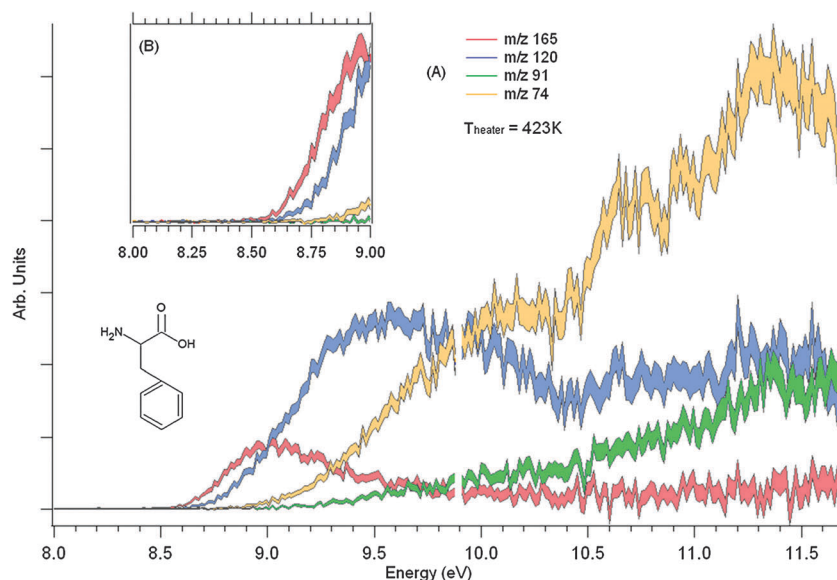 (B)
8.00 8.25 8.50 8.75 9.00
(A)
m/z 165
m/z 120
m/z 91
m/z 74
Theater = 423K
Arb. Units
O
H2N
OH
8.0 8.5 9.0 9.5 10.0 10.5 11.0 11.5
Energy (eV)